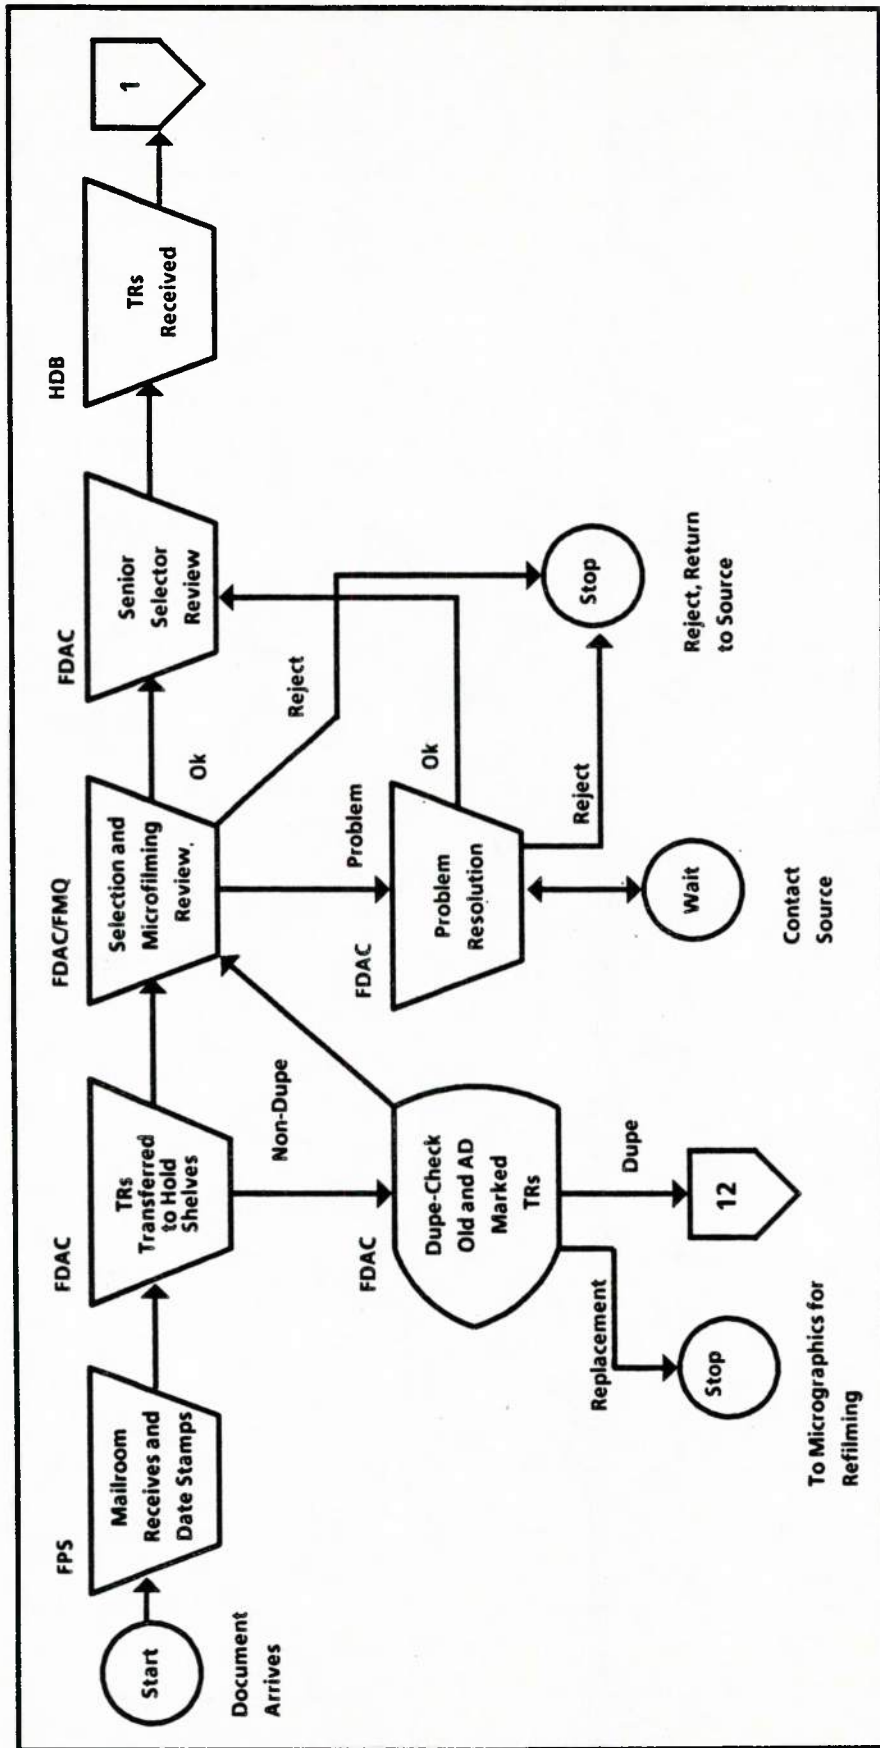 Start
Document
Arrives
FPS
Mailroom
Receives and
Date Stamps
FDAC
TRs
Transferred
to Hold
Shelves
Non-Dupe
FDAC
Dupe-Check
Old and AD
Marked
TRs
Replacement
Stop
To Micrographics for
Refilming
Dupe
12
FDAC/FMQ
Selection and
Microfilming
Review.
Ok
Reject
Problem
FDAC
Problem
Resolution
Ok
Reject
Wait
Contact
Source
Stop
Reject, Return
to Source
FDAC
Senior
Selector
Review
HDB
TRs
Received
1